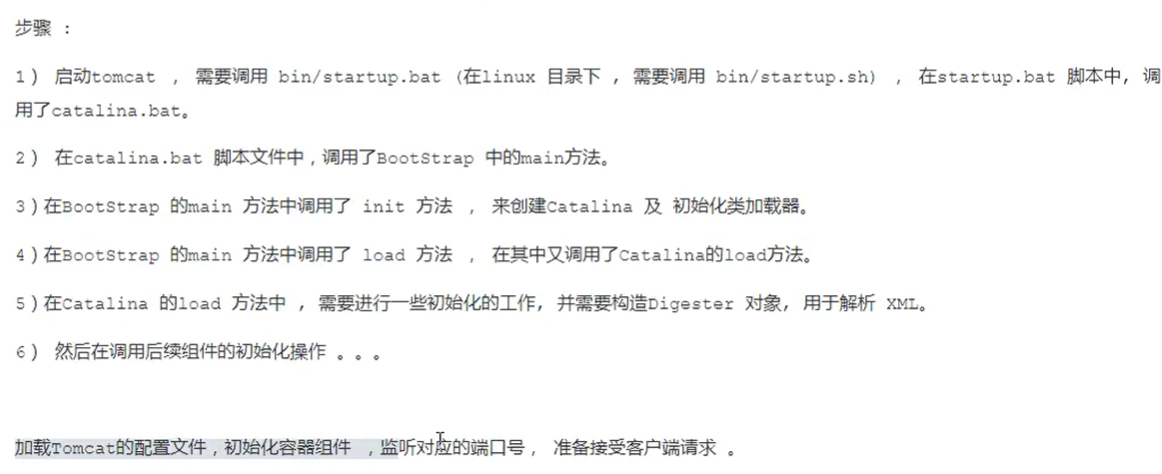 步骤 :
1) 启动tomcat , 需要调用 bin/startup.bat (在linux 目录下 , 需要调用 bin/startup.sh) , 在startup.bat 脚本中, 调
用了catalina.bat。
2) 在catalina.bat 脚本文件中,调用了BootStrap 中的main方法。
3)在BootStrap 的main 方法中调用了 init 方法 , 来创建Catalina 及 初始化类加载器。
4)在BootStrap 的main 方法中调用了 load 方法 , 在其中又调用了Catalina的load方法。
5)在Catalina 的load 方法中 , 需要进行一些初始化的工作, 并需要构造Digester 对象, 用于解析 XML。
6) 然后在调用后续组件的初始化操作 。。。
加载Tomcat的配置文件,初始化容器组件 ,监听对应的端口号, 准备接受客户端请求 。